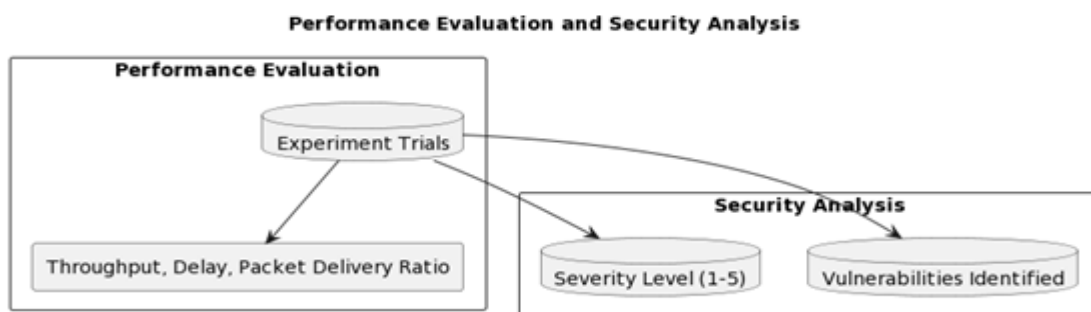 Performance Evaluation and Security Analysis
Performance Evaluation
Experiment Trials
Throughput, Delay, Packet Delivery Ratio
Security Analysis
Severity Level (1-5)
Vulnerabilities Identified